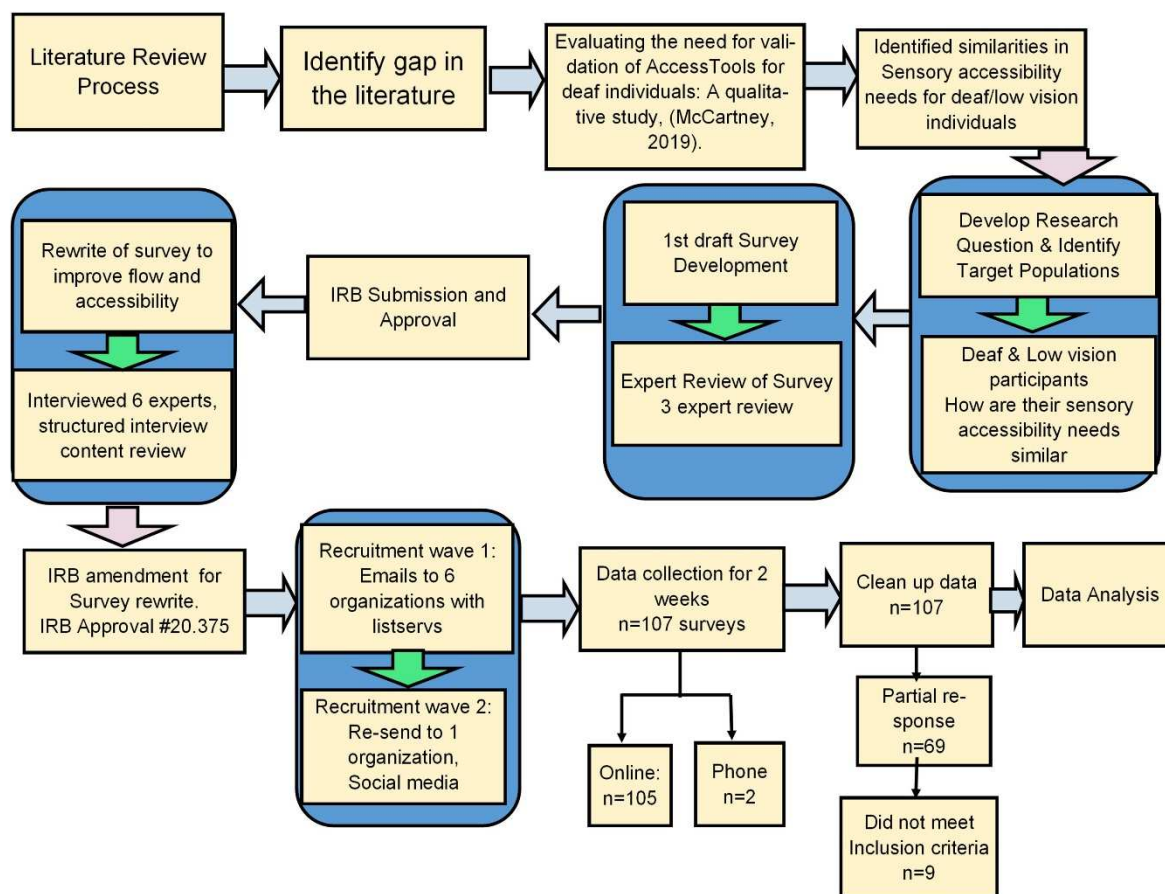 Literature Review
Process
Identify gap in
the literature
Evaluating the need for vali-
dation of AccessTools for
deaf individuals: A qualita-
tive study, (McCartney,
2019).
Identified similarities in
Sensory accessibility
needs for deaf/low vision
individuals
Develop Research
Question & Identify
Target Populations
Deaf & Low vision
participants
How are their sensory
accessibility needs
similar
1st draft Survey
Development
Expert Review of Survey
3 expert review
IRB Submission and
Approval
Rewrite of survey to
improve flow and
accessibility
Interviewed 6 experts,
structured interview
content review
IRB amendment for
Survey rewrite.
IRB Approval #20.375
Recruitment wave 1:
Emails to 6
organizations with
listservs
Recruitment wave 2:
Re-send to 1
organization,
Social media
Data collection for 2
weeks
n=107 surveys
Online:
n=105
Phone
n=2
Clean up data
n=107
Partial re-
sponse
n=69
Did not meet
Inclusion criteria
n=9
Data Analysis